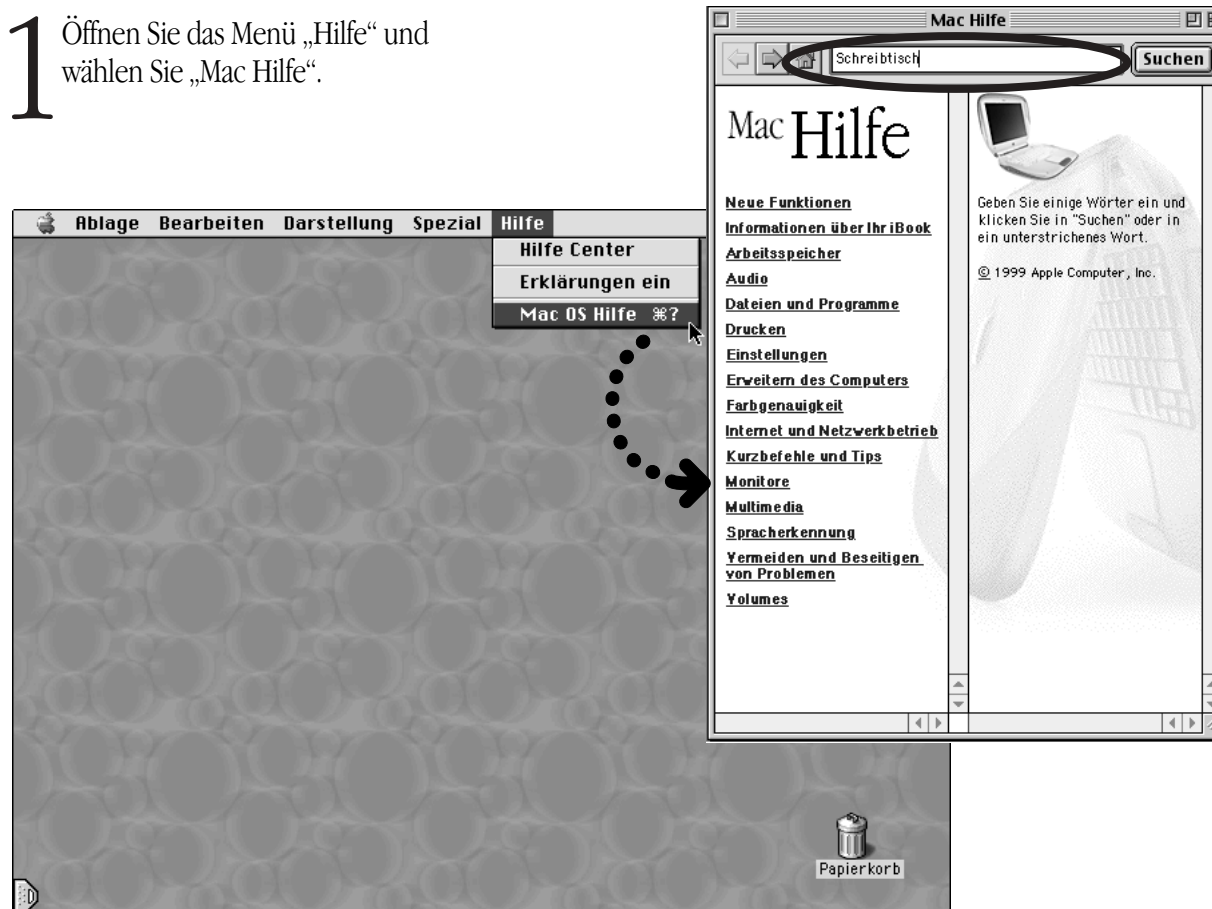 1
Öffnen Sie das Menü „Hilfe“ und
wählen Sie „Mac Hilfe“.
Ablage Bearbeiten Darstellung Spezial Hilfe
Hilfe Center
Erklärungen ein
Mac OS Hilfe ⌘?
Papierkorb
Mac Hilfe
Schreibtisch
Suchen
Mac Hilfe
Neue Funktionen
Informationen über Ihr iBook
Arbeitsspeicher
Audio
Dateien und Programme
Drucken
Einstellungen
Erweitern des Computers
Farbgenauigkeit
Internet und Netzwerkbetrieb
Kurzbefehle und Tips
Monitore
Multimedia
Spracherkennung
Vermeiden und Beseitigen
von Problemen
Volumes
Geben Sie einige Wörter ein und
klicken Sie in "Suchen" oder in
ein unterstrichenes Wort.
© 1999 Apple Computer, Inc.